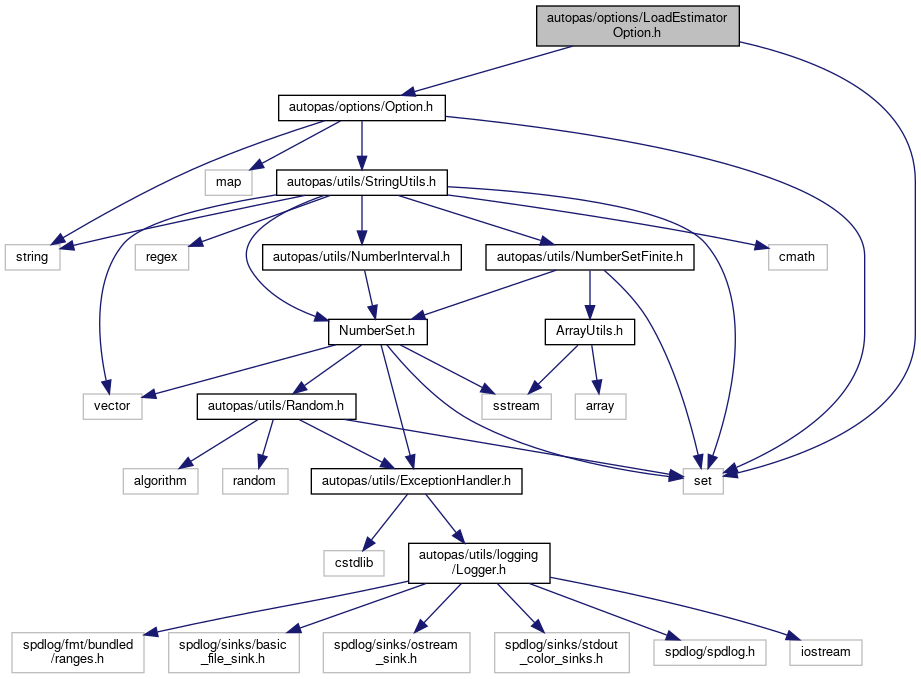 autopas/options/LoadEstimator
Option.h
autopas/options/Option.h
map
autopas/utils/StringUtils.h
string
regex
autopas/utils/NumberInterval.h
autopas/utils/NumberSetFinite.h
cmath
NumberSet.h
ArrayUtils.h
vector
autopas/utils/Random.h
sstream
array
algorithm
random
autopas/utils/ExceptionHandler.h
set
cstdlib
autopas/utils/logging
/Logger.h
spdlog/fmt/bundled
/ranges.h
spdlog/sinks/basic
_file_sink.h
spdlog/sinks/ostream
_sink.h
spdlog/sinks/stdout
_color_sinks.h
spdlog/spdlog.h
iostream